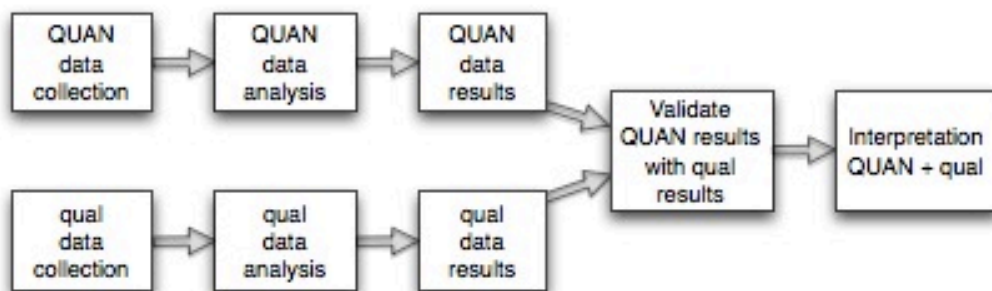 QUAN
data
collection
QUAN
data
analysis
QUAN
data
results
Validate
QUAN results
with qual
results
Interpretation
QUAN + qual
qual
data
collection
qual
data
analysis
qual
data
results